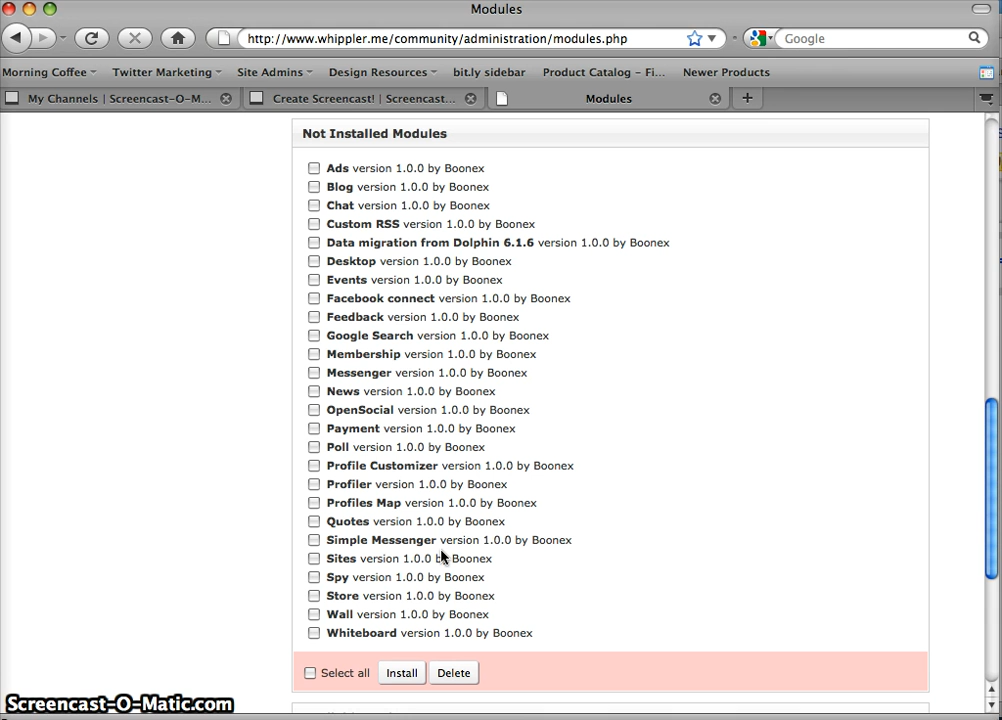 Modules
http://www.whippler.me/community/administration/modules.php
Google
Morning Coffee
Twitter Marketing
Site Admins
Design Resources
bit.ly sidebar
Product Catalog – Fi...
Newer Products
My Channels | Screencast-O-M...
Create Screencast! | Screencast...
Modules
Not Installed Modules
Ads version 1.0.0 by Boonex
Blog version 1.0.0 by Boonex
Chat version 1.0.0 by Boonex
Custom RSS version 1.0.0 by Boonex
Data migration from Dolphin 6.1.6 version 1.0.0 by Boonex
Desktop version 1.0.0 by Boonex
Events version 1.0.0 by Boonex
Facebook connect version 1.0.0 by Boonex
Feedback version 1.0.0 by Boonex
Google Search version 1.0.0 by Boonex
Membership version 1.0.0 by Boonex
Messenger version 1.0.0 by Boonex
News version 1.0.0 by Boonex
OpenSocial version 1.0.0 by Boonex
Payment version 1.0.0 by Boonex
Poll version 1.0.0 by Boonex
Profile Customizer version 1.0.0 by Boonex
Profiler version 1.0.0 by Boonex
Profiles Map version 1.0.0 by Boonex
Quotes version 1.0.0 by Boonex
Simple Messenger version 1.0.0 by Boonex
Sites version 1.0.0 by Boonex
Spy version 1.0.0 by Boonex
Store version 1.0.0 by Boonex
Wall version 1.0.0 by Boonex
Whiteboard version 1.0.0 by Boonex
Select all
Install
Delete
Screencast-O-Matic.com